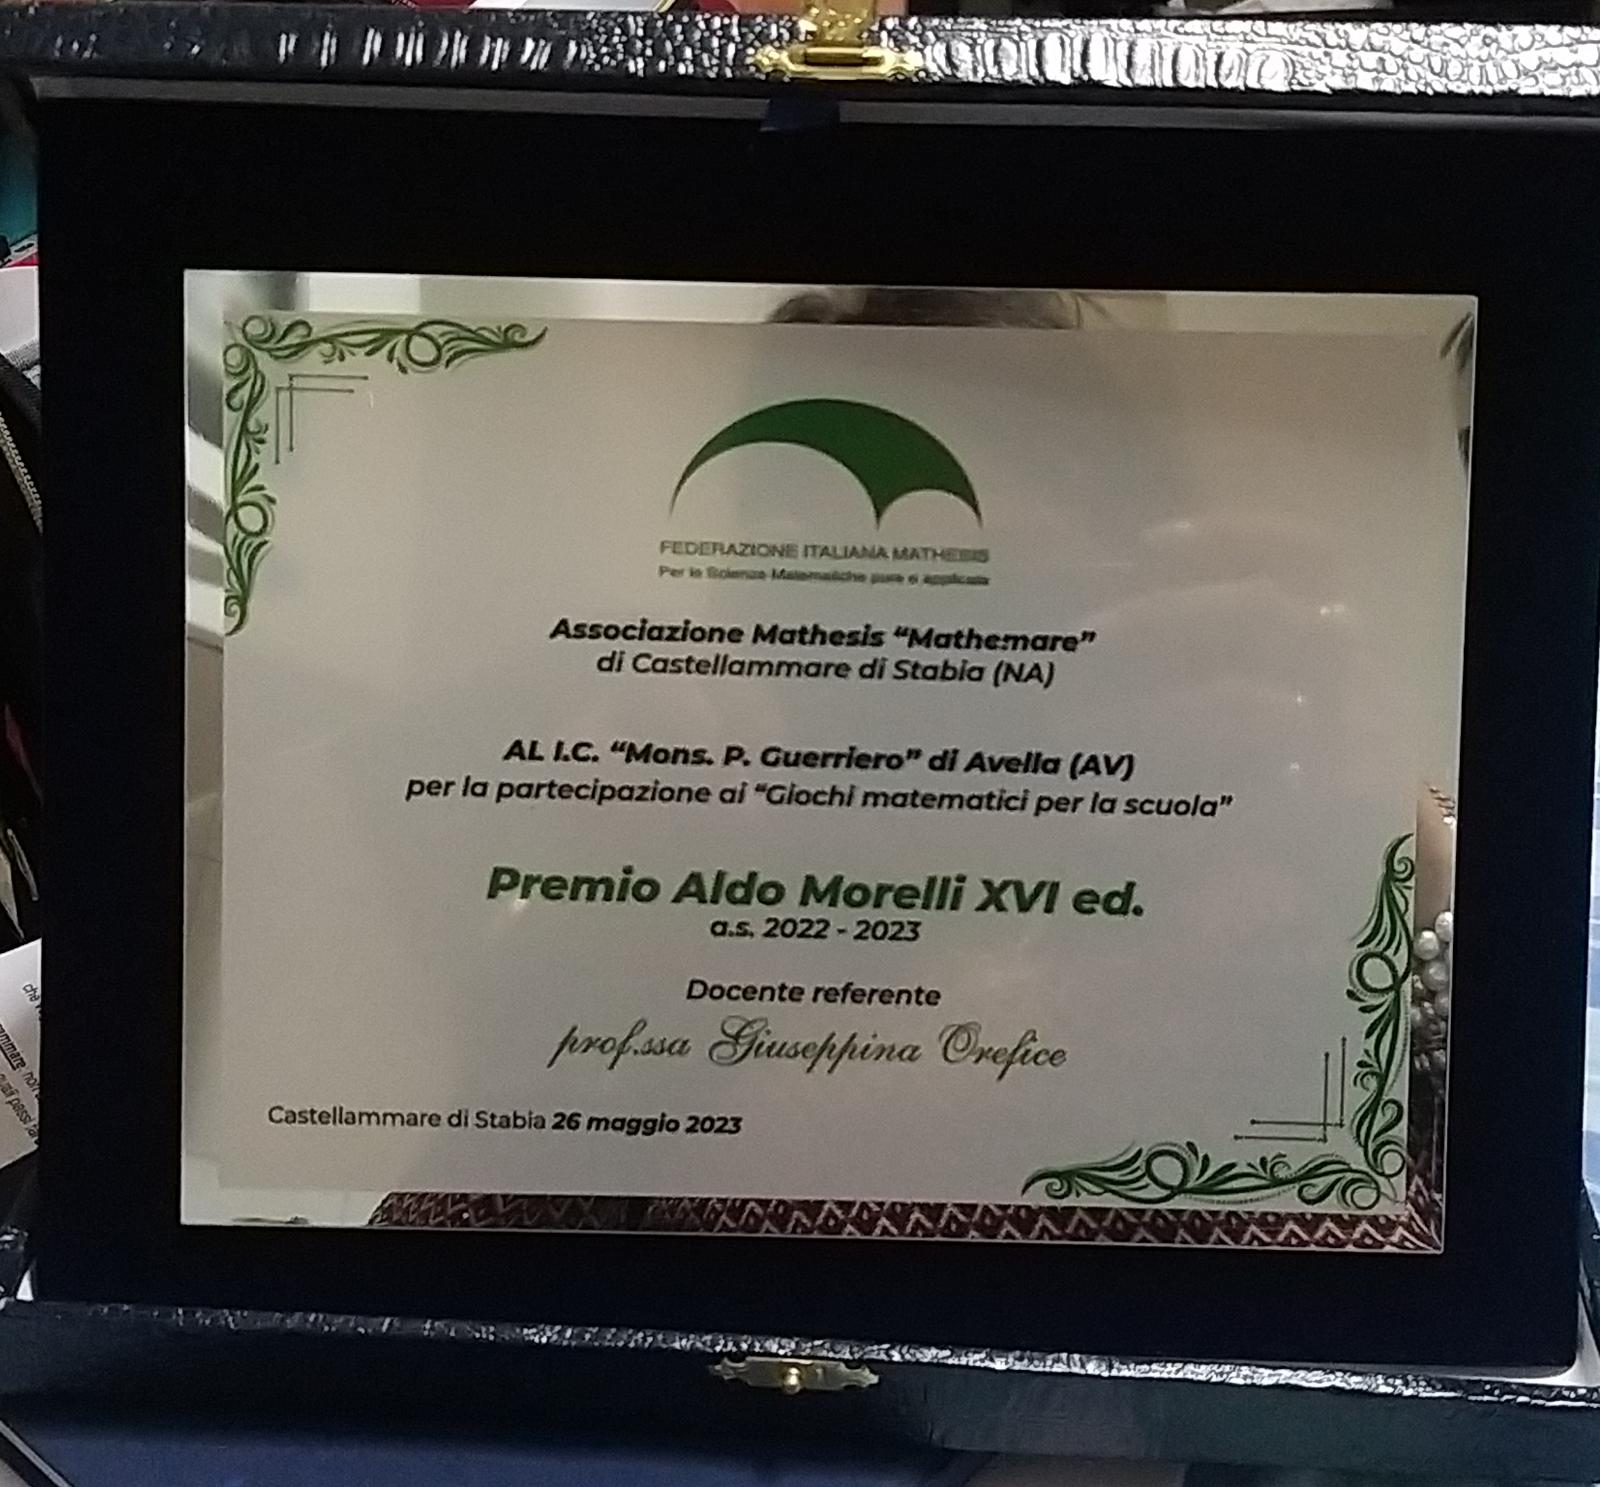 FEDERAZIONE ITALIANA MATHESIS
Per le Scienze Matematiche pure e applicate
Associazione Mathesis “Mathemare”
di Castellammare di Stabia (NA)
AL I.C. “Mons. P. Guerriero” di Avella (AV)
per la partecipazione ai “Giochi matematici per la scuola”
Premio Aldo Morelli XVI ed.
a.s. 2022 - 2023
Docente referente
prof.ssa Giuseppina Orefice
Castellammare di Stabia 26 maggio 2023